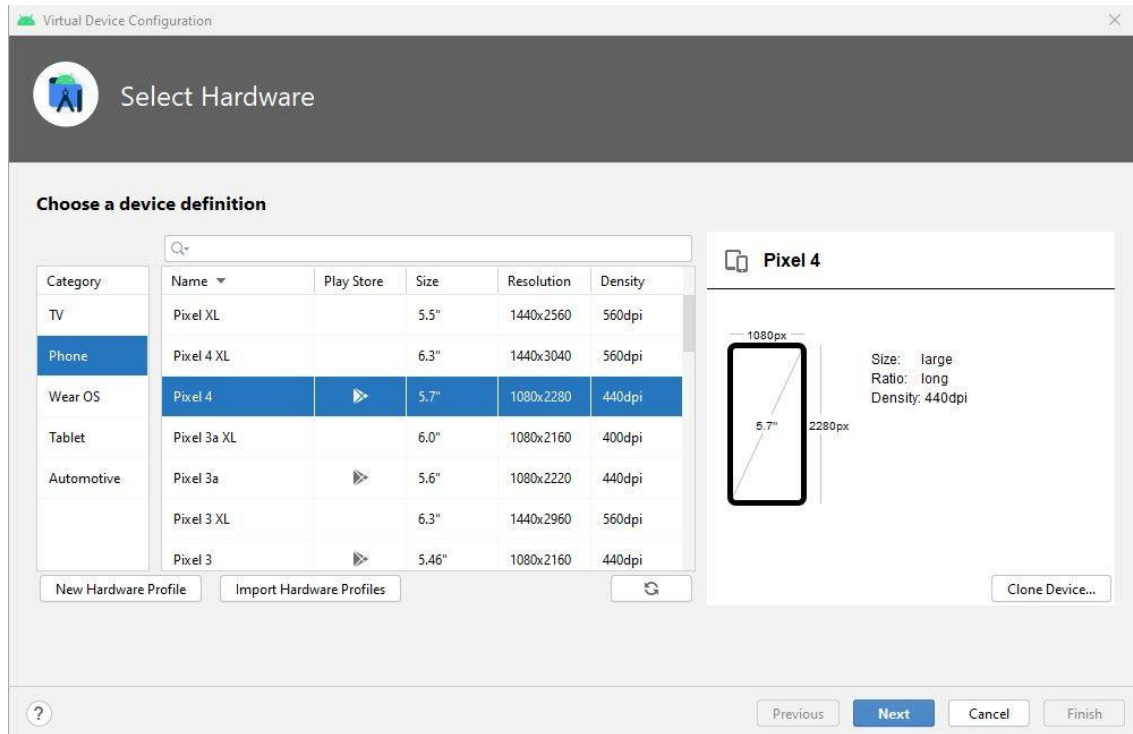 Virtual Device Configuration
Select Hardware
Choose a device definition
Category
TV
Phone
Wear OS
Tablet
Automotive
Name Play Store Size Resolution Density
Pixel XL 5.5" 1440x2560 560dpi
Pixel 4 XL 6.3" 1440x3040 560dpi
Pixel 4 5.7" 1080x2280 440dpi
Pixel 3a XL 6.0" 1080x2160 400dpi
Pixel 3a 5.6" 1080x2220 440dpi
Pixel 3 XL 6.3" 1440x2960 560dpi
Pixel 3 5.46" 1080x2160 440dpi
New Hardware Profile Import Hardware Profiles
Pixel 4
1080px
5.7" 2280px
Size: large
Ratio: long
Density: 440dpi
Clone Device...
? Previous Next Cancel Finish